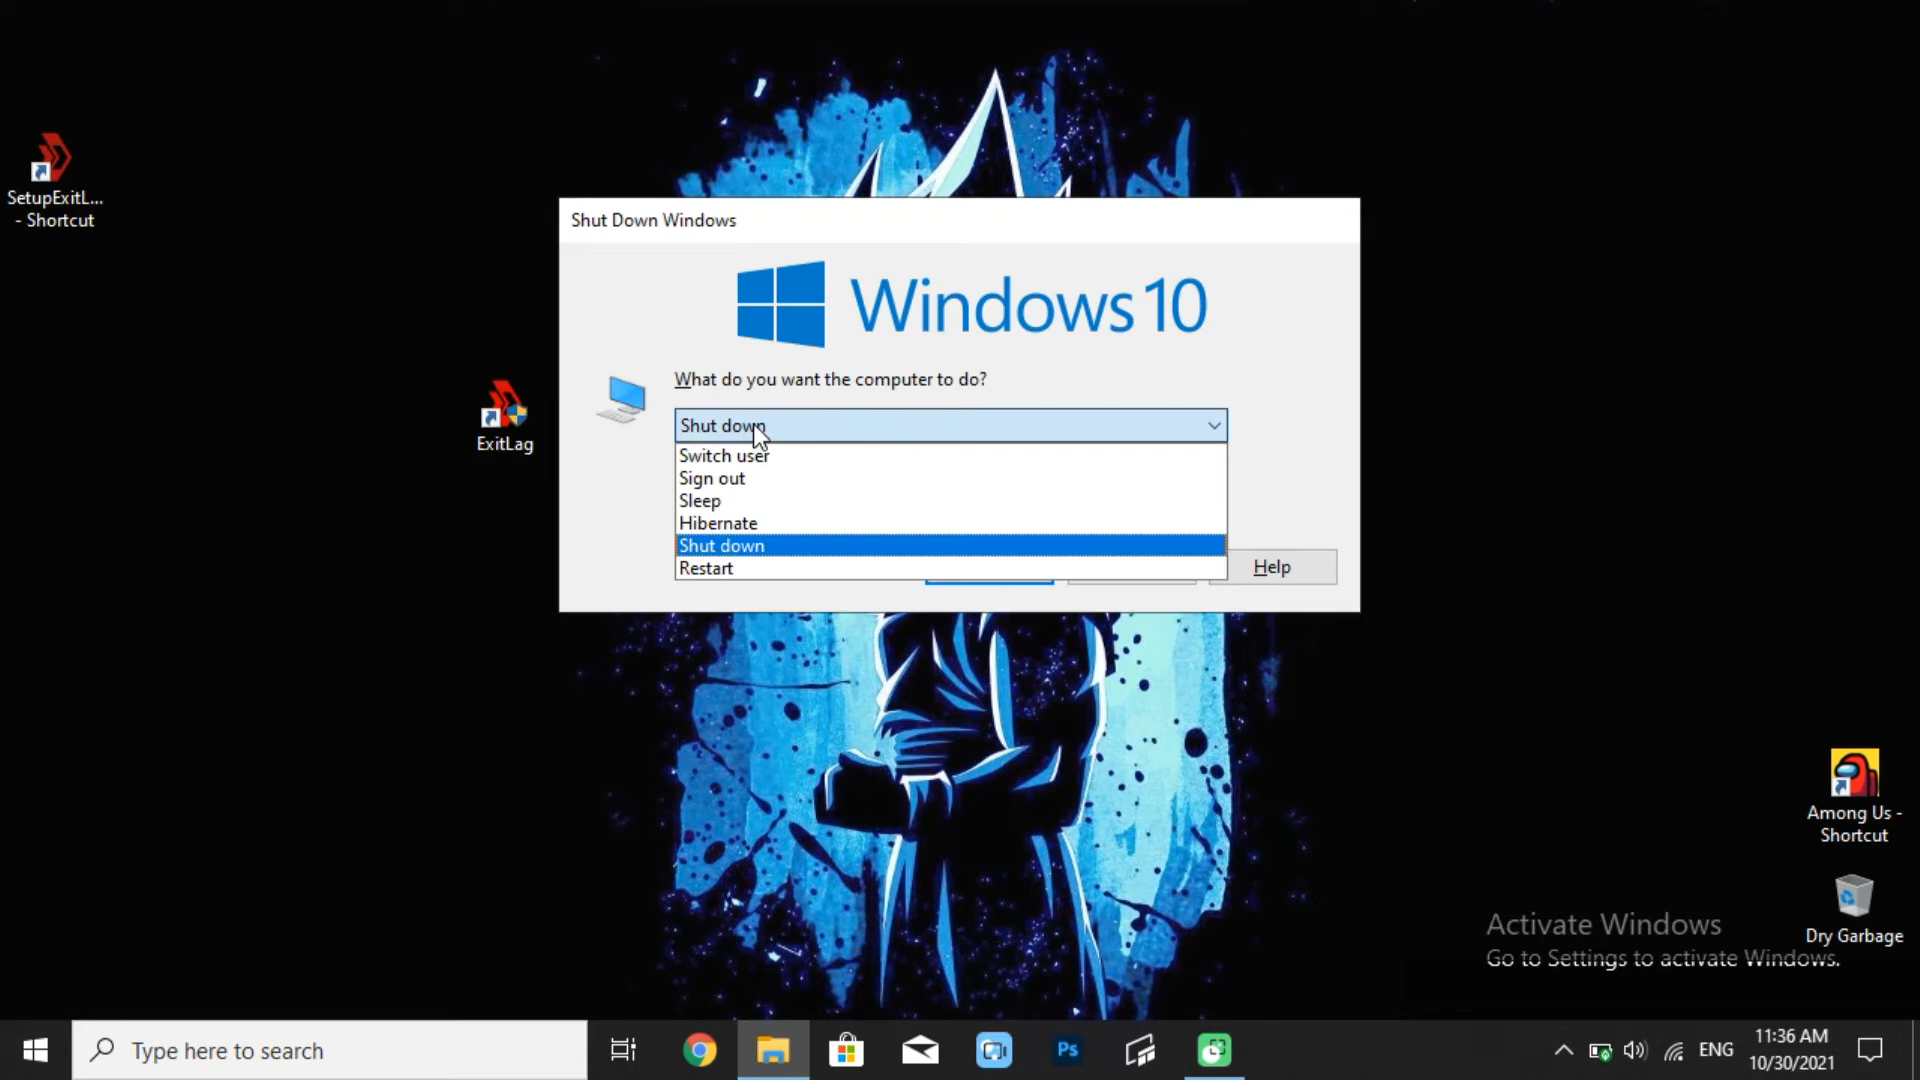 SetupExitL...
- Shortcut
ExitLag
Shut Down Windows
Windows 10
What do you want the computer to do?
Shut down
Switch user
Sign out
Sleep
Hibernate
Shut down
Restart
Help
Among Us -
Shortcut
Dry Garbage
Activate Windows
Go to Settings to activate Windows.
Type here to search
Ps
ENG
11:36 AM
10/30/2021